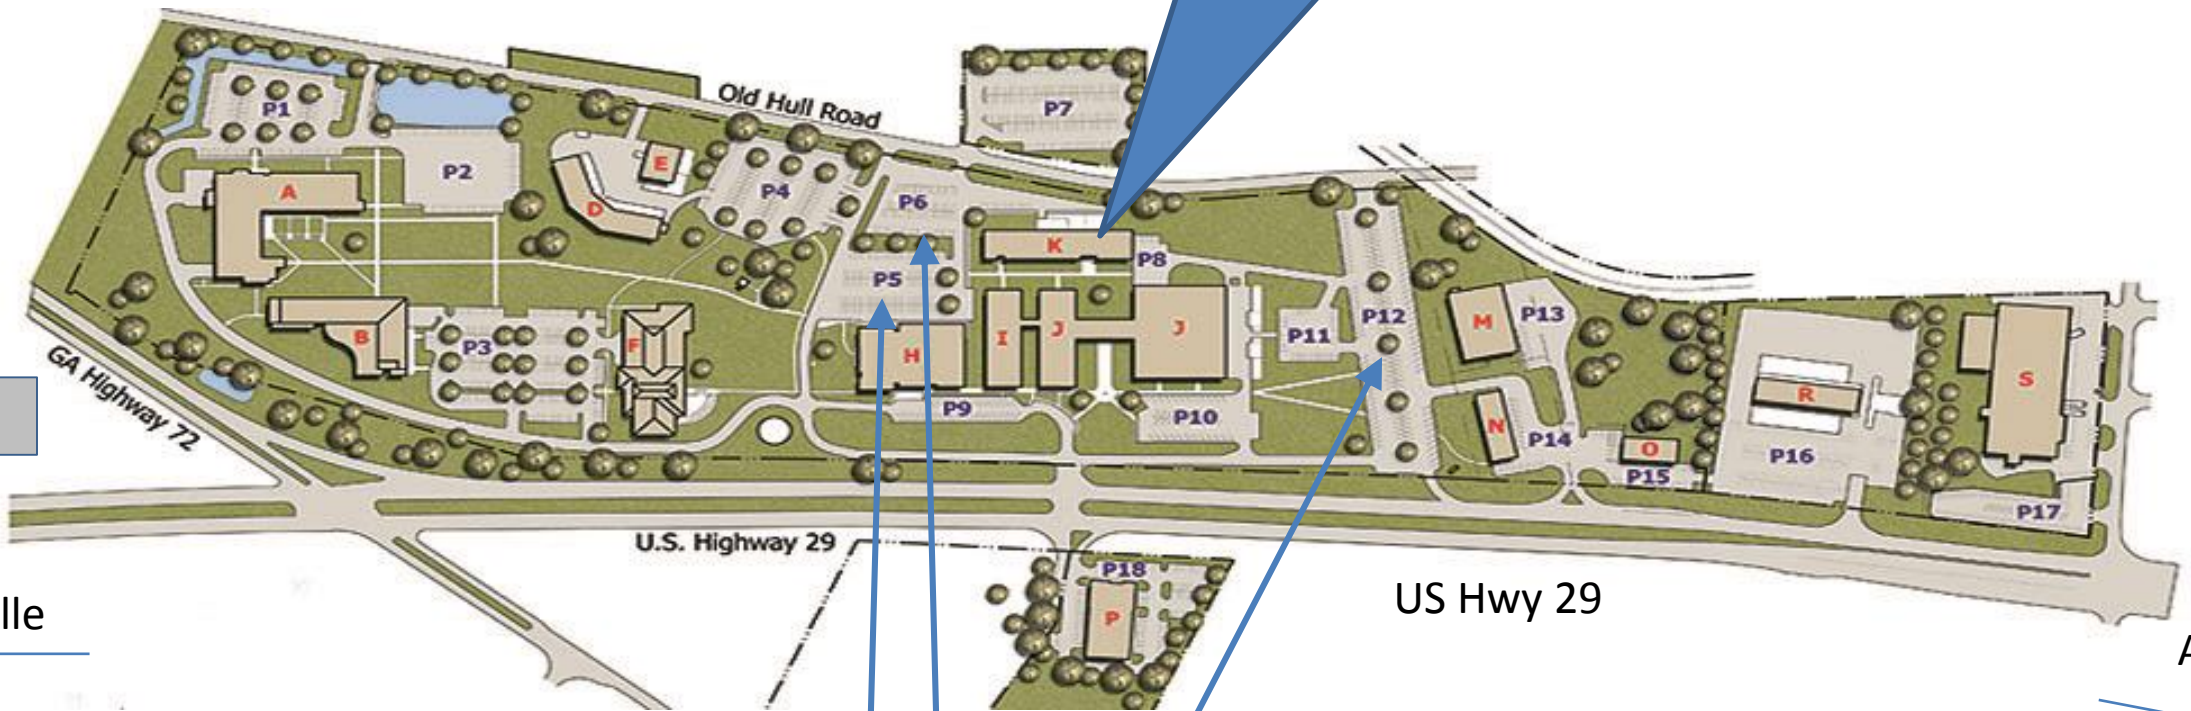 Old Hull Road
P1
P7
P2
E
P4
A
D
P6
K
P8
P5
B
P3
F
H
I
J
J
P11
P12
M
P13
GA Highway 72
P9
P10
N
P14
O
P15
R
P16
S
P17
U.S. Highway 29
P18
P
US Hwy 29
lle
A